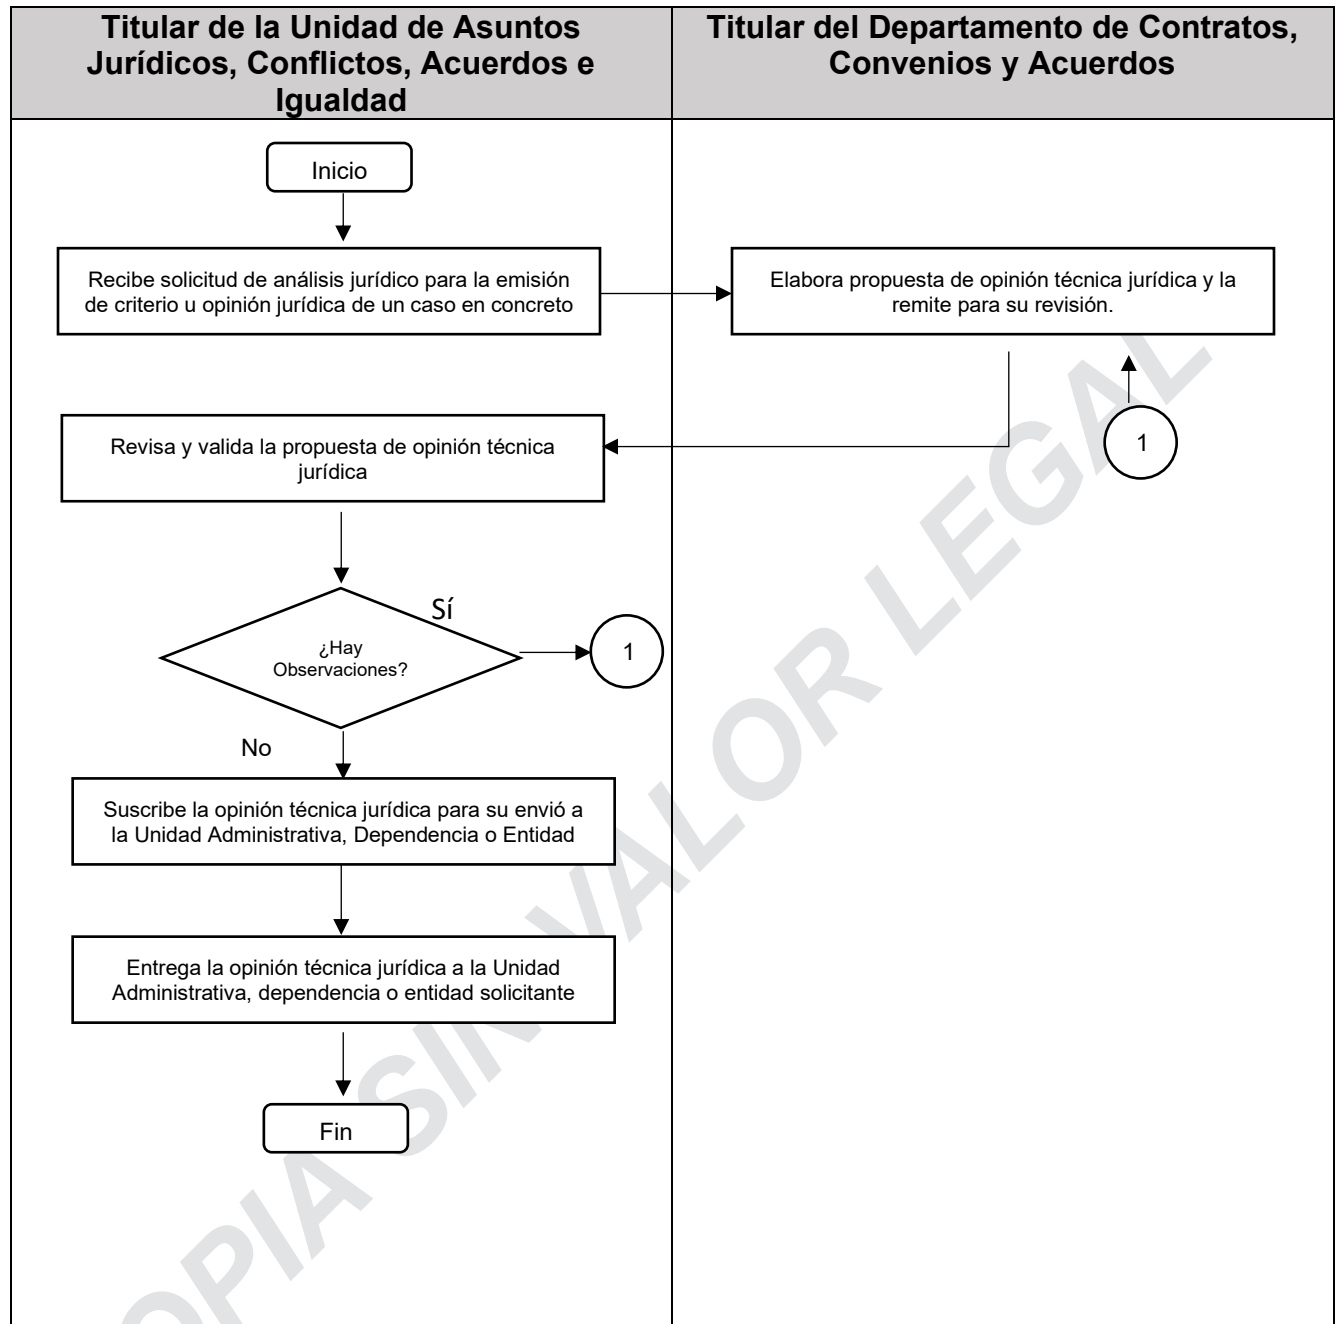 Titular de la Unidad de Asuntos
Jurídicos, Conflictos, Acuerdos e
Igualdad
Titular del Departamento de Contratos,
Convenios y Acuerdos
Inicio
Recibe solicitud de análisis jurídico para la emisión
de criterio u opinión jurídica de un caso en concreto
Elabora propuesta de opinión técnica jurídica y la
remite para su revisión.
Revisa y valida la propuesta de opinión técnica
jurídica
1
Sí
¿Hay
Observaciones?
1
No
Suscribe la opinión técnica jurídica para su envió a
la Unidad Administrativa, Dependencia o Entidad
Entrega la opinión técnica jurídica a la Unidad
Administrativa, dependencia o entidad solicitante
Fin
OPIA SIN VALOR LEGAL